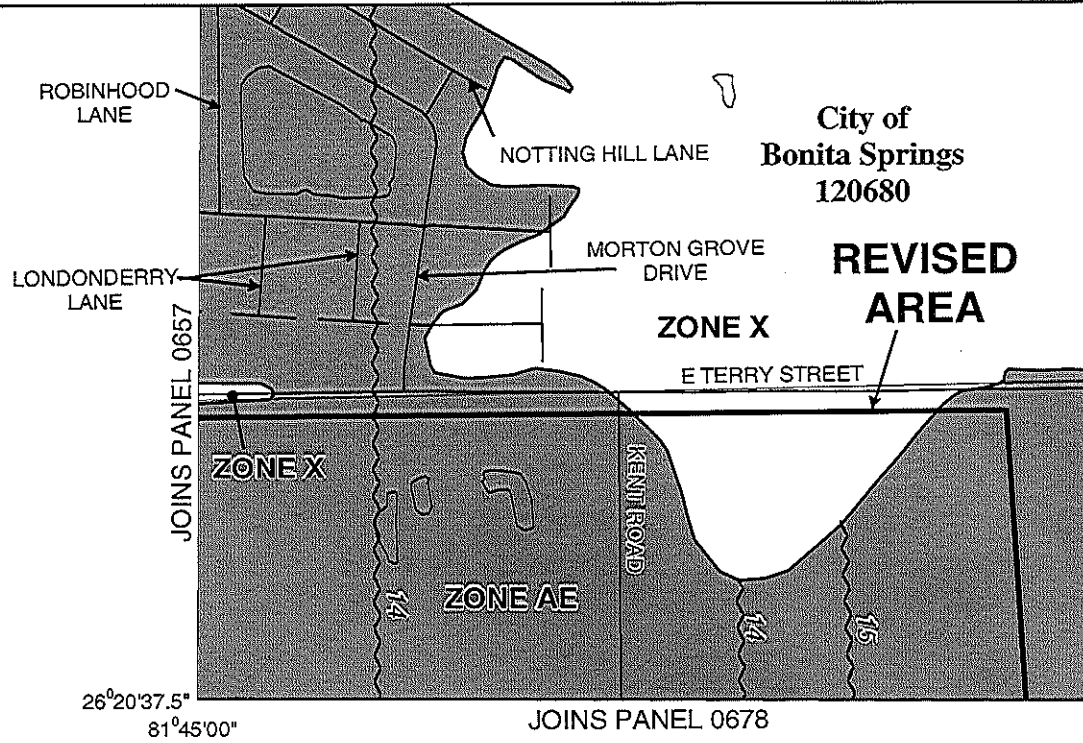 ROBINHOOD
LANE
NOTTING HILL LANE
City of
Bonita Springs
120680
LONDONDERRY
LANE
MORTON GROVE
DRIVE
REVISED
AREA
ZONE X
E TERRY STREET
JOINS PANEL 0657
ZONE X
KENT ROAD
ZONE AE
14
14
15
26°20'37.5"
81°45'00"
JOINS PANEL 0678